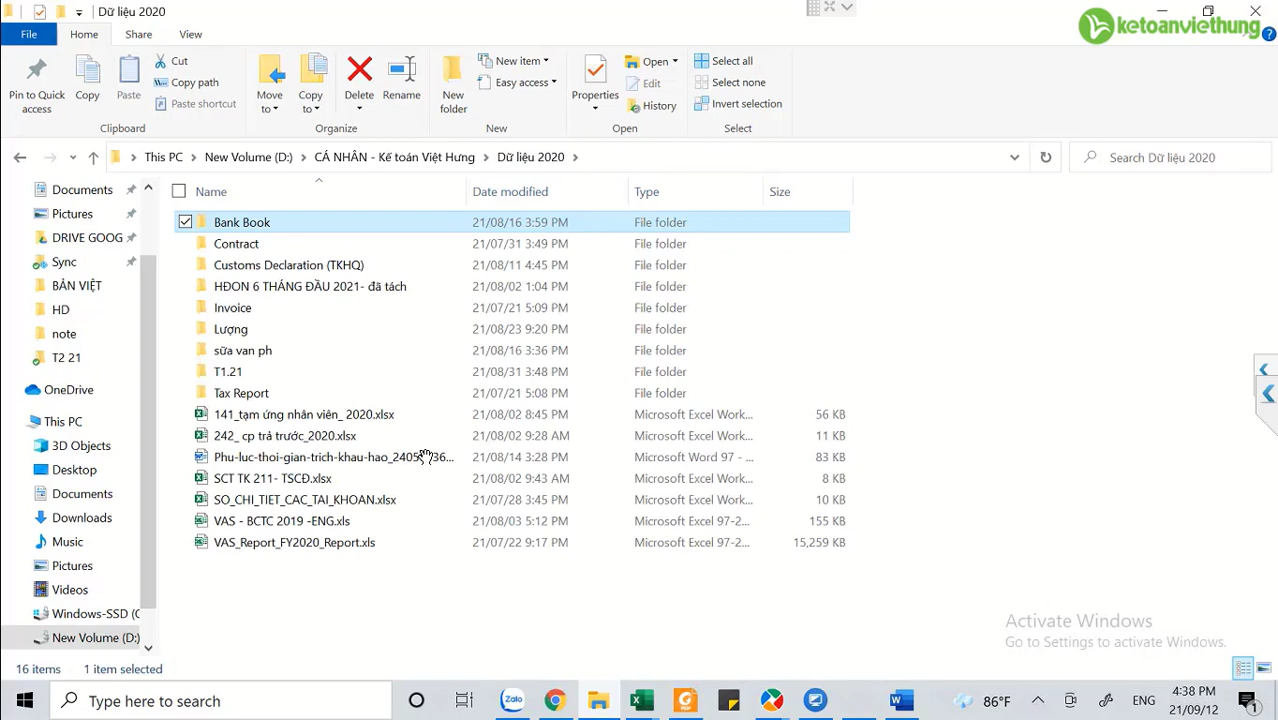 Dữ liệu 2020
ketoanviethung
File Home Share View
Pin to Quick access
Copy
Paste
Cut
Copy path
Paste shortcut
Clipboard
Move to
Copy to
Delete
Rename
Organize
New folder
New item
Easy access
New
Properties
Open
Edit
History
Open
Select all
Select none
Invert selection
Select
This PC New Volume (D:) CÁ NHÂN - Kế toán Việt Hưng Dữ liệu 2020
Search Dữ liệu 2020
Documents
Pictures
DRIVE GOOG
Sync
BẢN VIỆT
HD
note
T2 21
OneDrive
This PC
3D Objects
Desktop
Documents
Downloads
Music
Pictures
Videos
Windows-SSD (C
New Volume (D:)
Name Date modified Type Size
Bank Book 21/08/16 3:59 PM File folder
Contract 21/07/31 3:49 PM File folder
Customs Declaration (TKHQ) 21/08/11 4:45 PM File folder
HĐON 6 THÁNG ĐẦU 2021- đã tách 21/08/02 1:04 PM File folder
Invoice 21/07/21 5:09 PM File folder
Lượng 21/08/23 9:20 PM File folder
sữa van ph 21/08/16 3:36 PM File folder
T1.21 21/08/31 3:48 PM File folder
Tax Report 21/07/21 5:08 PM File folder
141_tạm ứng nhân viên_ 2020.xlsx 21/08/02 8:45 PM Microsoft Excel Work... 56 KB
242_ cp trả trước_2020.xlsx 21/08/02 9:28 AM Microsoft Excel Work... 11 KB
Phu-luc-thoi-gian-trich-khau-hao_2405 36... 21/08/14 3:28 PM Microsoft Word 97 - ... 83 KB
SCT TK 211- TSCĐ.xlsx 21/08/02 9:43 AM Microsoft Excel Work... 8 KB
SO_CHI_TIET_CAC_TAI_KHOAN.xlsx 21/07/28 3:45 PM Microsoft Excel Work... 10 KB
VAS - BCTC 2019 -ENG.xls 21/08/03 5:12 PM Microsoft Excel 97-2... 155 KB
VAS_Report_FY2020_Report.xls 21/07/22 9:17 PM Microsoft Excel 97-2... 15,259 KB
Activate Windows
Go to Settings to activate Windows.
16 items 1 item selected
Type here to search
Zalo
86°F
ENG
4:38 PM
21/09/12
1